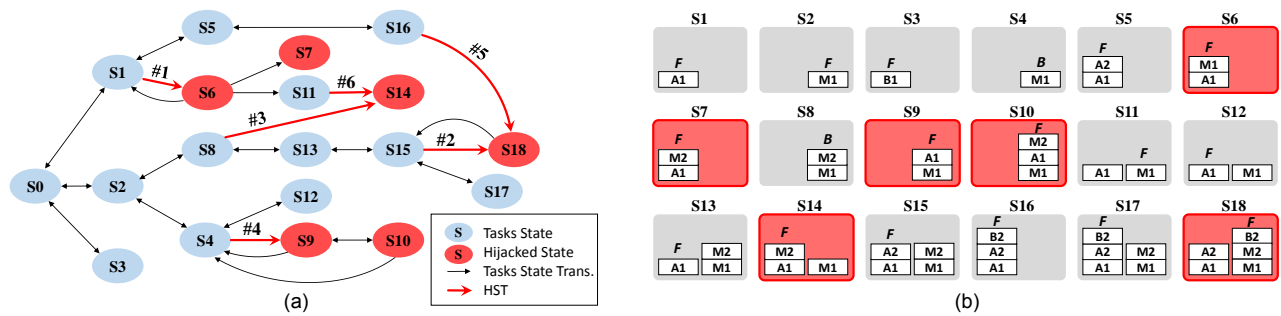 S5
S16
#5
S7
S1
#1
S6
S11
#6
S14
#3
S8
S13
S15
#2
S18
S0
S2
S17
S12
S4
#4
S9
S10
S3
S Tasks State
S Hijacked State
Tasks State Trans.
HST
(a)
S1 S2 S3 S4 S5 S6
F
A1
F
M1
F
B1
B
M1
F
A2
A1
F
M1
A1
S7 S8 S9 S10 S11 S12
F
M2
A1
B
M2
M1
F
A1
M1
F
M2
A1
M1
F
A1 M1
F
A1 M1
S13 S14 S15 S16 S17 S18
F
M2
A1 M1
F
M2
A1 M1
F
A2 M2
A1 M1
F
B2
A2
A1
F
B2
A2 M2
A1 M1
F
B2
A2 M2
A1 M1
(b)